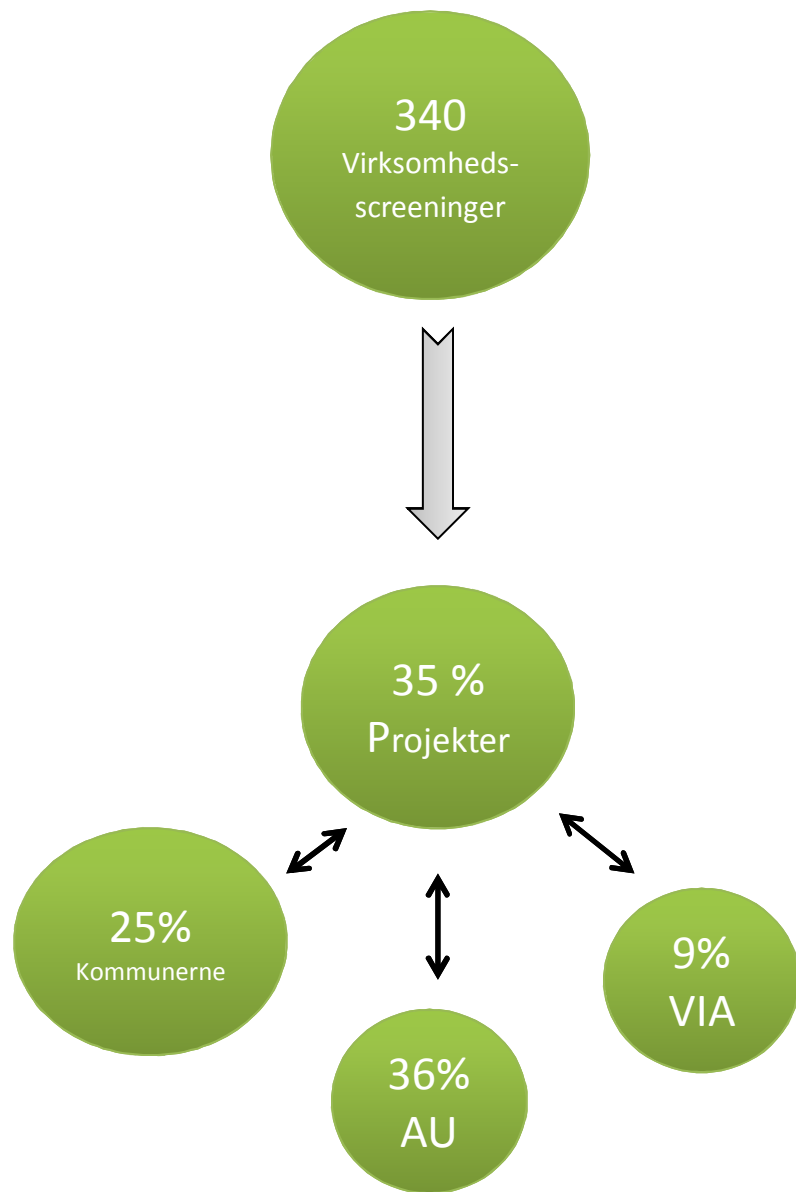 340
Virksomheds-
screeninger
35 %
Projekter
25%
Kommunerne
9%
VIA
36%
AU